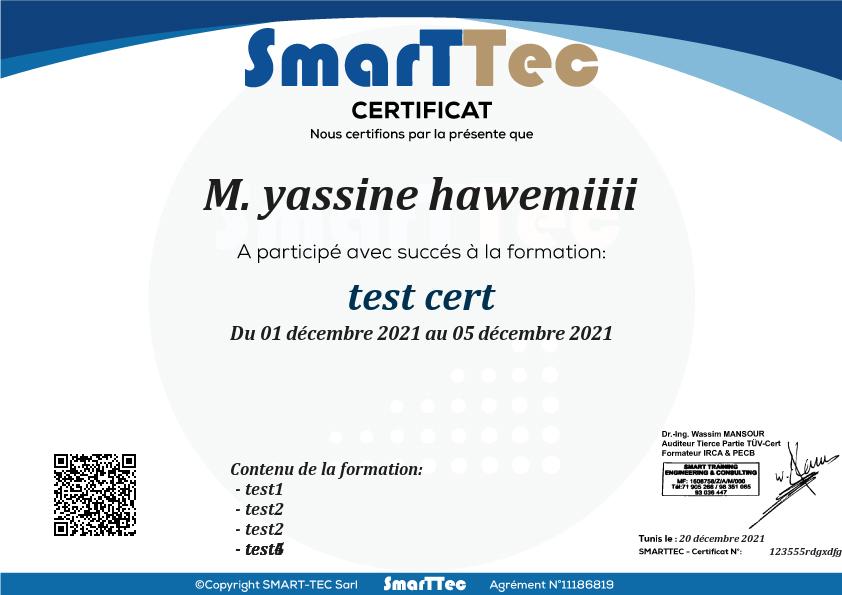 SmarTTec
CERTIFICAT
Nous certifions par la présente que
M. yassine hawemiiii
A participé avec succés à la formation:
test cert
Du 01 décembre 2021 au 05 décembre 2021
Contenu de la formation:
- test1
- test2
- test2
-
Dr.-Ing. Wassim MANSOUR
Auditeur Tierce Partie TÜV-Cert
Formateur IRCA & PECB
SMART TRAINING
ENGINEERING & CONSULTING
MF: 1608758/Z/A/M/000
Tél:71 905 266 / 98 351 065
93 036 447
Tunis le : 20 décembre 2021
SMARTTEC - Certificat N°: 123555rdgxdfg
©Copyright SMART-TEC Sarl SmarTTec Agrément N°11186819